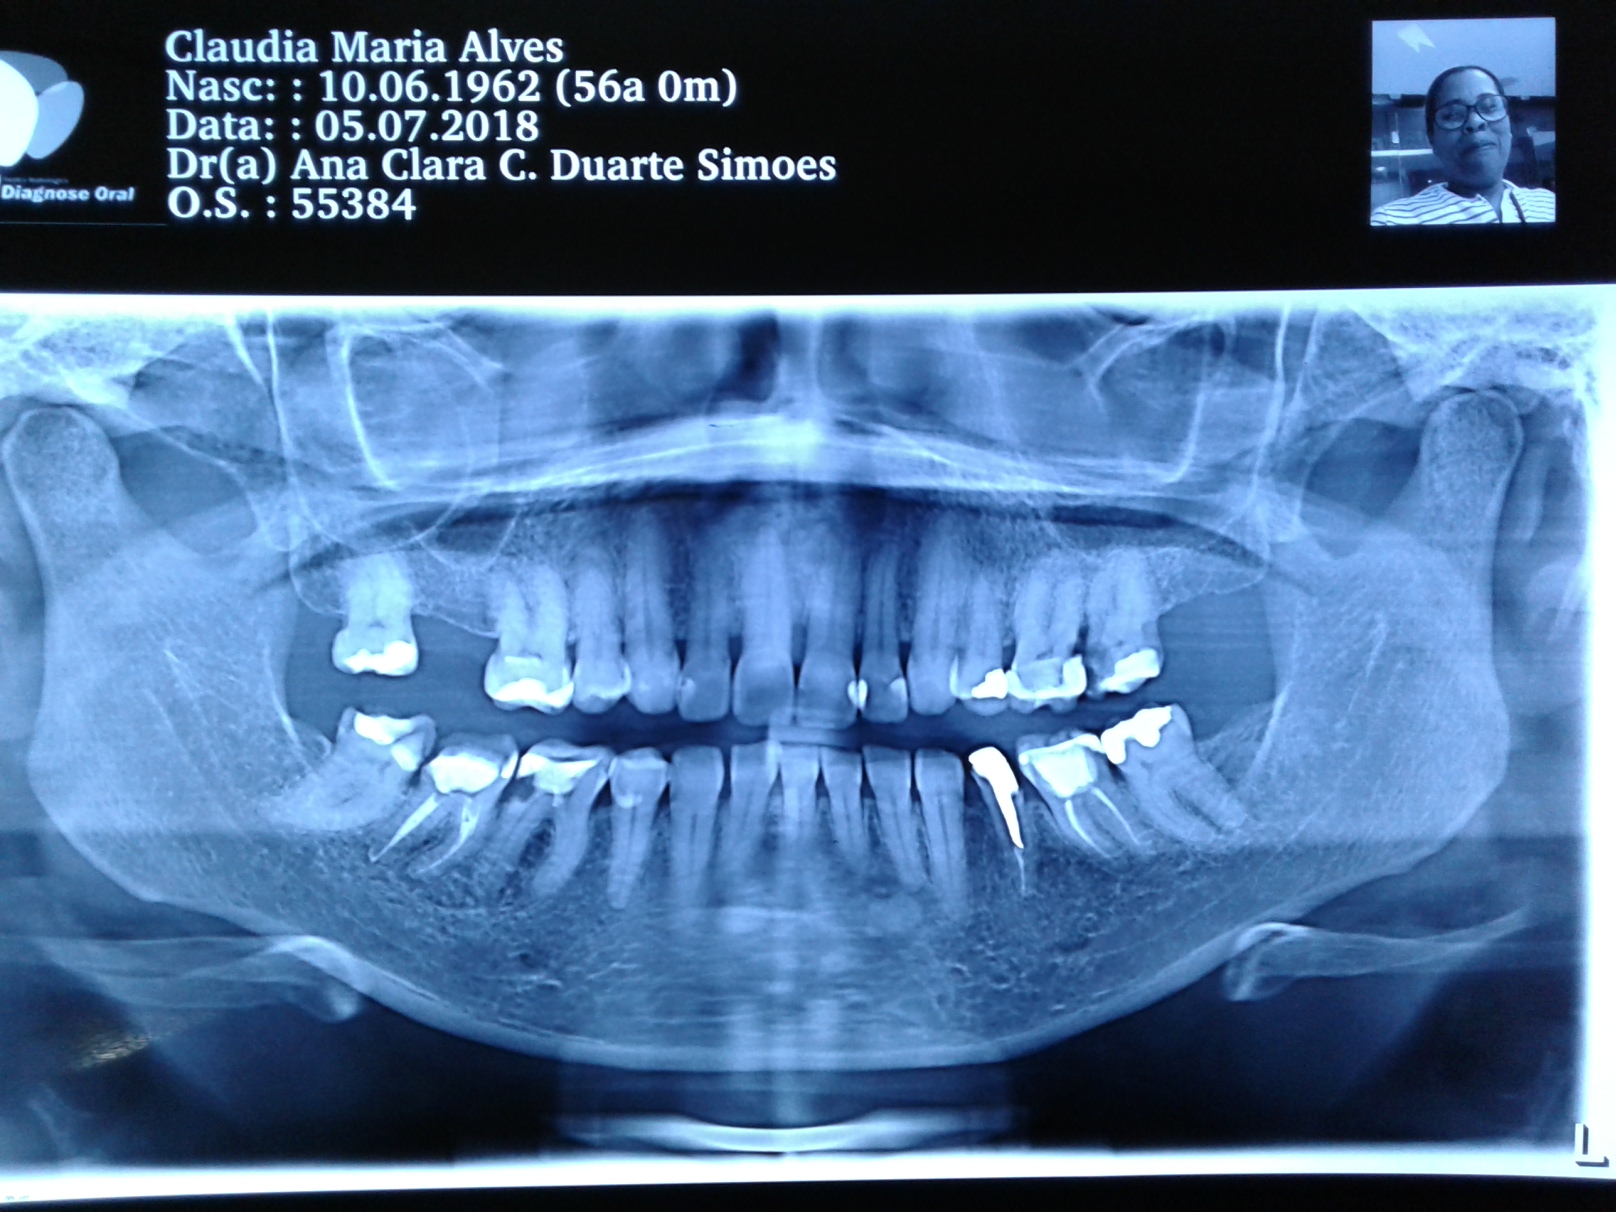 Diagnose Oral
Claudia Maria Alves
Nasc: : 10.06.1962 (56a 0m)
Data: : 05.07.2018
Dr(a) Ana Clara C. Duarte Simoes
O.S. : 55384
L